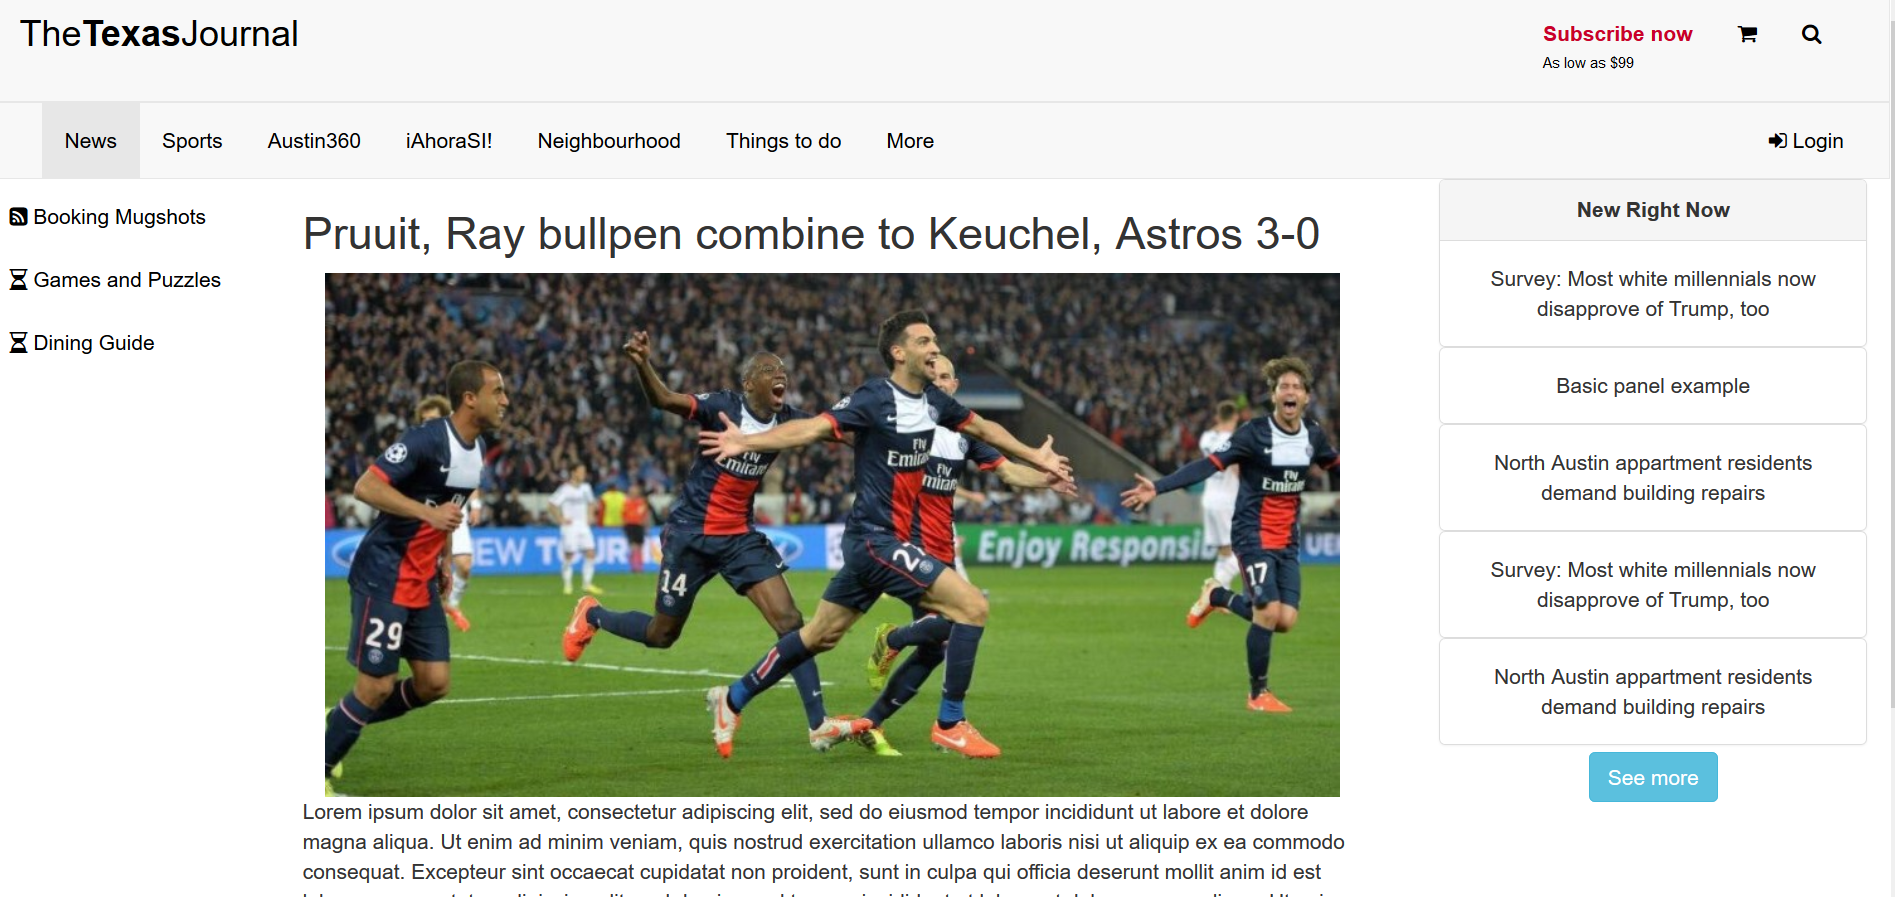 TheTexasJournal
Subscribe now
As low as $99
News
Sports
Austin360
iAhoraSI!
Neighbourhood
Things to do
More
Login
Booking Mugshots
Games and Puzzles
Dining Guide
Pruuit, Ray bullpen combine to Keuchel, Astros 3-0
Fly
Emirates
Fly
Emira
Fly
mirat
Fly
Emirat
EW TOUR
Enjoy Responsib
UE
14
22
17
29
Lorem ipsum dolor sit amet, consectetur adipiscing elit, sed do eiusmod tempor incididunt ut labore et dolore
magna aliqua. Ut enim ad minim veniam, quis nostrud exercitation ullamco laboris nisi ut aliquip ex ea commodo
consequat. Excepteur sint occaecat cupidatat non proident, sunt in culpa qui officia deserunt mollit anim id est
New Right Now
Survey: Most white millennials now
disapprove of Trump, too
Basic panel example
North Austin appartment residents
demand building repairs
Survey: Most white millennials now
disapprove of Trump, too
North Austin appartment residents
demand building repairs
See more